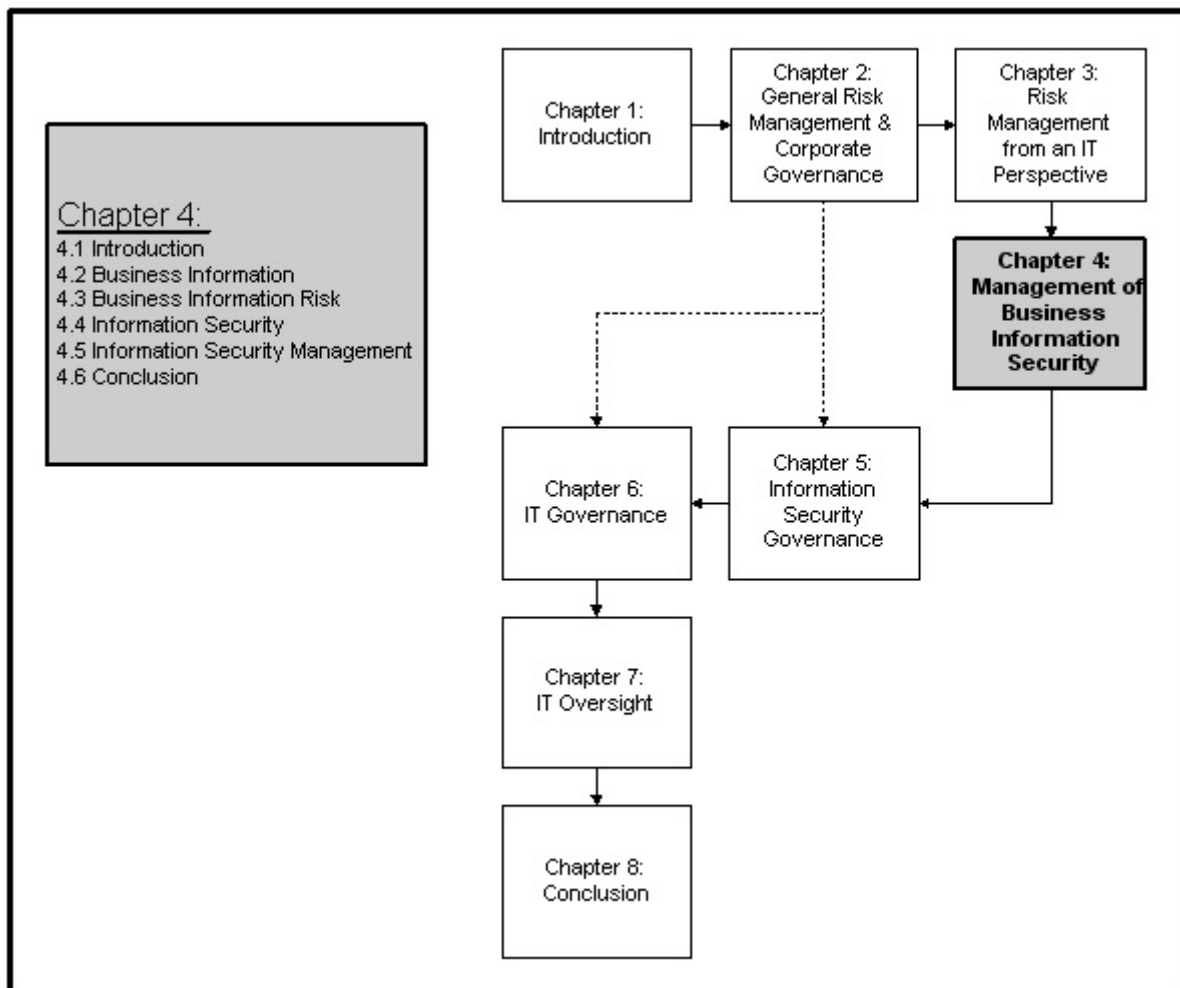 Chapter 4:
4.1 Introduction
4.2 Business Information
4.3 Business Information Risk
4.4 Information Security
4.5 Information Security Management
4.6 Conclusion
Chapter 1:
Introduction
Chapter 2:
General Risk
Management &
Corporate
Governance
Chapter 3:
Risk
Management
from an IT
Perspective
Chapter 4:
Management of
Business
Information
Security
Chapter 5:
Information
Security
Governance
Chapter 6:
IT Governance
Chapter 7:
IT Oversight
Chapter 8:
Conclusion